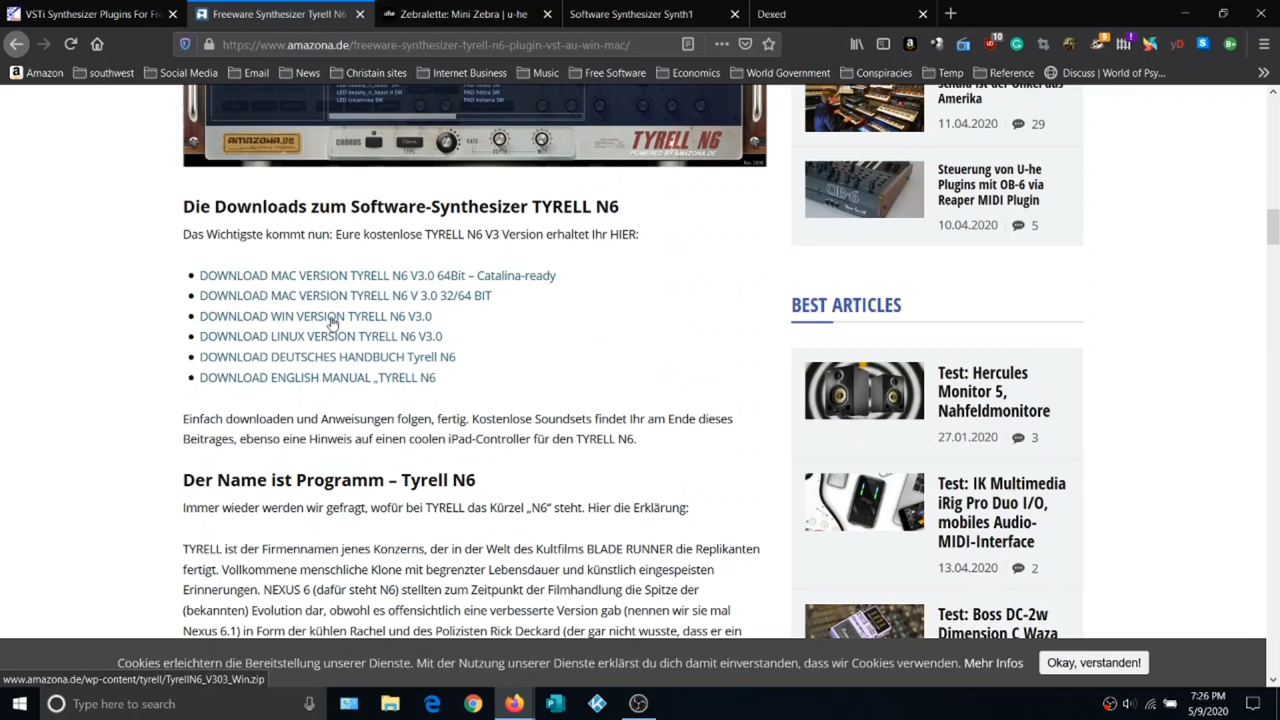 VSTi Synthesizer Plugins For Fre
Freeware Synthesizer Tyrell N6
Zebralette: Mini Zebra | u-he
Software Synthesizer Synth1
Dexed
https://www.amazona.de/freeware-synthesizer-tyrell-n6-plugin-vst-au-win-mac/
Amazon
southwest
Social Media
Email
News
Christain sites
Internet Business
Music
Free Software
Economics
World Government
Conspiracies
Temp
Reference
Discuss | World of Psy...
AMAZONA.DE
CHORUS
RATE
DEPTH
WET
TYRELL N6
POWERED BY AMAZONA.DE
Die Downloads zum Software-Synthesizer TYRELL N6
Das Wichtigste kommt nun: Eure kostenlose TYRELL N6 V3 Version erhaltet Ihr HIER:
DOWNLOAD MAC VERSION TYRELL N6 V3.0 64Bit – Catalina-ready
DOWNLOAD MAC VERSION TYRELL N6 V 3.0 32/64 BIT
DOWNLOAD WIN VERSION TYRELL N6 V3.0
DOWNLOAD LINUX VERSION TYRELL N6 V3.0
DOWNLOAD DEUTSCHES HANDBUCH Tyrell N6
DOWNLOAD ENGLISH MANUAL „TYRELL N6
Einfach downloaden und Anweisungen folgen, fertig. Kostenlose Soundsets findet Ihr am Ende dieses
Beitrages, ebenso eine Hinweis auf einen coolen iPad-Controller für den TYRELL N6.
Der Name ist Programm – Tyrell N6
Immer wieder werden wir gefragt, wofür bei TYRELL das Kürzel „N6“ steht. Hier die Erklärung:
TYRELL ist der Firmennamen jenes Konzerns, der in der Welt des Kultfilms BLADE RUNNER die Replikanten
fertigt. Vollkommene menschliche Klone mit begrenzter Lebensdauer und künstlich eingespeisten
Erinnerungen. NEXUS 6 (dafür steht N6) stellten zum Zeitpunkt der Filmhandlung die Spitze der
(bekannten) Evolution dar, obwohl es offensichtlich eine verbesserte Version gab (nennen wir sie mal
Nexus 6.1) in Form der kühlen Rachel und des Polizisten Rick Deckard (der gar nicht wusste, dass er ein
Schulz ist der Onkel aus
Amerika
11.04.2020 29
Steuerung von U-he
Plugins mit OB-6 via
Reaper MIDI Plugin
10.04.2020 5
BEST ARTICLES
Test: Hercules
Monitor 5,
Nahfeldmonitore
27.01.2020 3
Test: IK Multimedia
iRig Pro Duo I/O,
mobiles Audio-
MIDI-Interface
13.04.2020 2
Test: Boss DC-2w
Dimension C Waza
Cookies erleichtern die Bereitstellung unserer Dienste. Mit der Nutzung unserer Dienste erklärst du dich damit einverstanden, dass wir Cookies verwenden. Mehr Infos
Okay, verstanden!
www.amazona.de/wp-content/tyrell/TyrellN6_V303_Win.zip
Type here to search
7:26 PM
5/9/2020